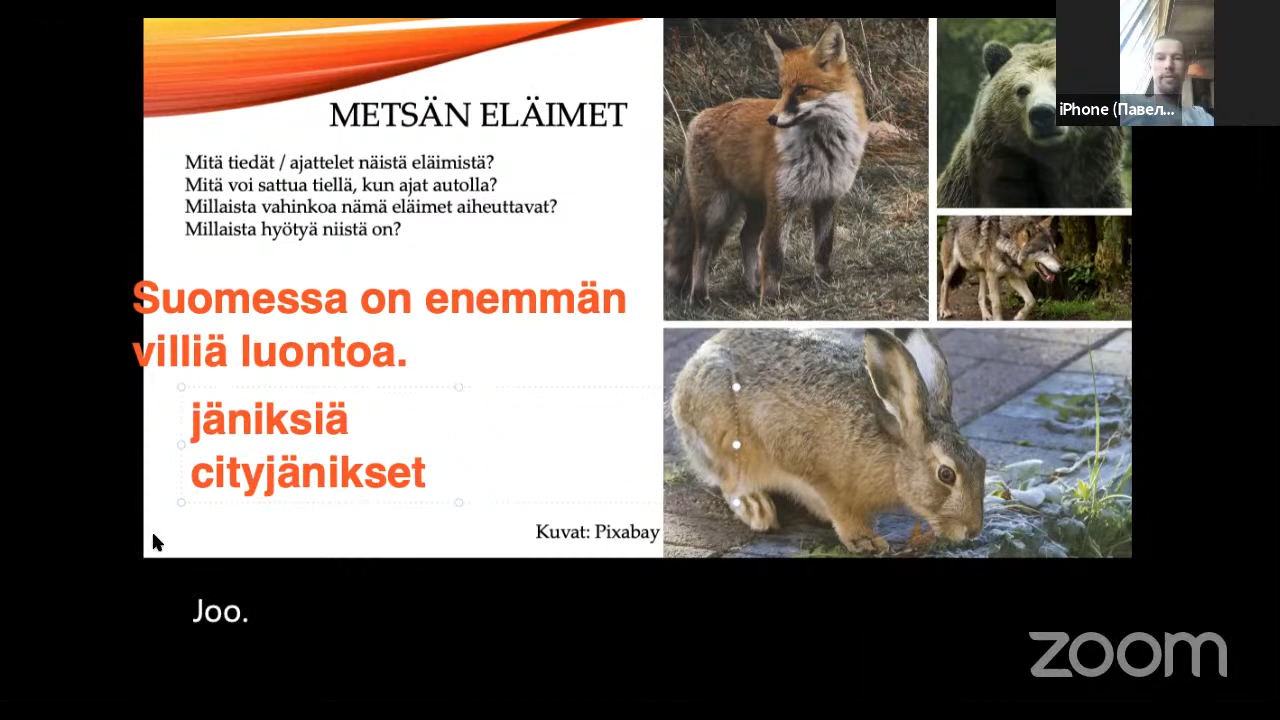 METSÄN ELÄIMET
Mitä tiedät / ajattelet näistä eläimistä?
Mitä voi sattua tiellä, kun ajat autolla?
Millaista vahinkoa nämä eläimet aiheuttavat?
Millaista hyötyä niistä on?
Suomessa on enemmän
villiä luontoa.
jäniksiä
cityjänikset
Kuvat: Pixabay
iPhone (Павел...
Joo.
zoom